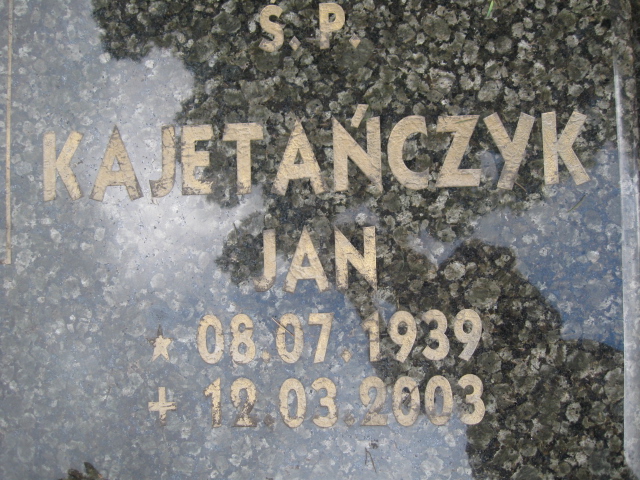 Ś. P.
KAJETAŃCZYK
JAN
* 08.07.1939
+ 12.03.2003